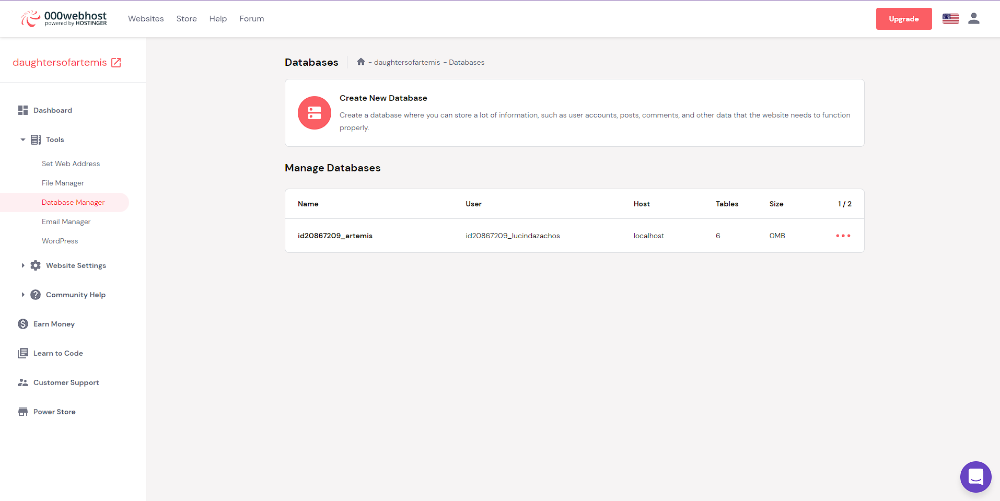 000webhost
powered by HOSTINGER
Websites Store Help Forum
Upgrade
daughtersofartemis
Dashboard
Tools
Set Web Address
File Manager
Database Manager
Email Manager
WordPress
Website Settings
Community Help
Earn Money
Learn to Code
Customer Support
Power Store
Databases
- daughtersofartemis - Databases
Create New Database
Create a database where you can store a lot of information, such as user accounts, posts, comments, and other data that the website needs to function
properly.
Manage Databases
Name User Host Tables Size 1 / 2
id20867209_artemis id20867209_lucindazachos localhost 6 0MB